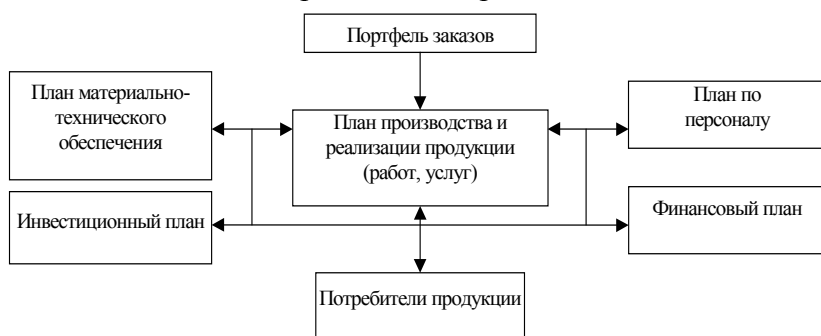 Портфель заказов
План материально-
технического
обеспечения
План производства и
реализации продукции
(работ, услуг)
План по
персоналу
Инвестиционный план
Финансовый план
Потребители продукции